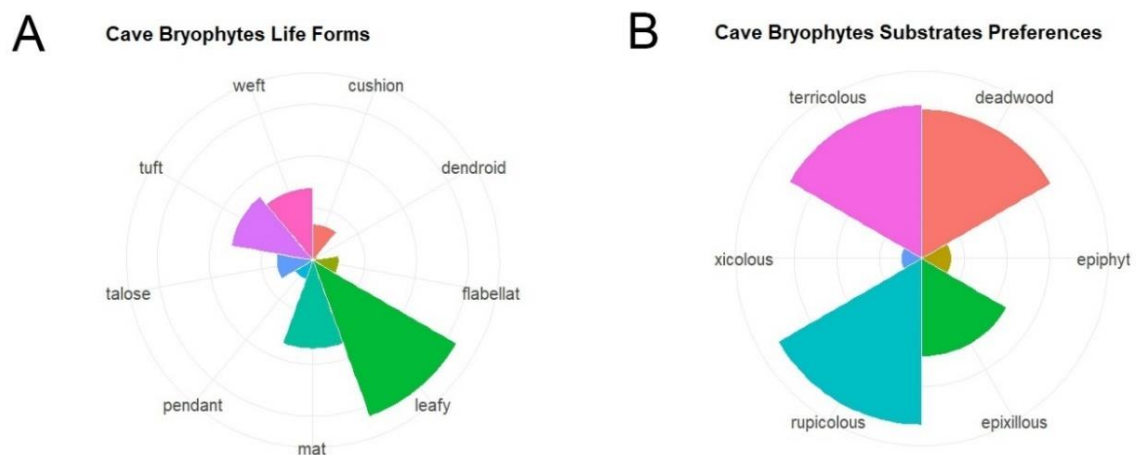 A
Cave Bryophytes Life Forms
weft
cushion
tuft
dendroid
talose
flabellat
pendant
leafy
mat
B
Cave Bryophytes Substrates Preferences
terricolous
deadwood
xicolous
epiphyt
rupicolous
epixillous